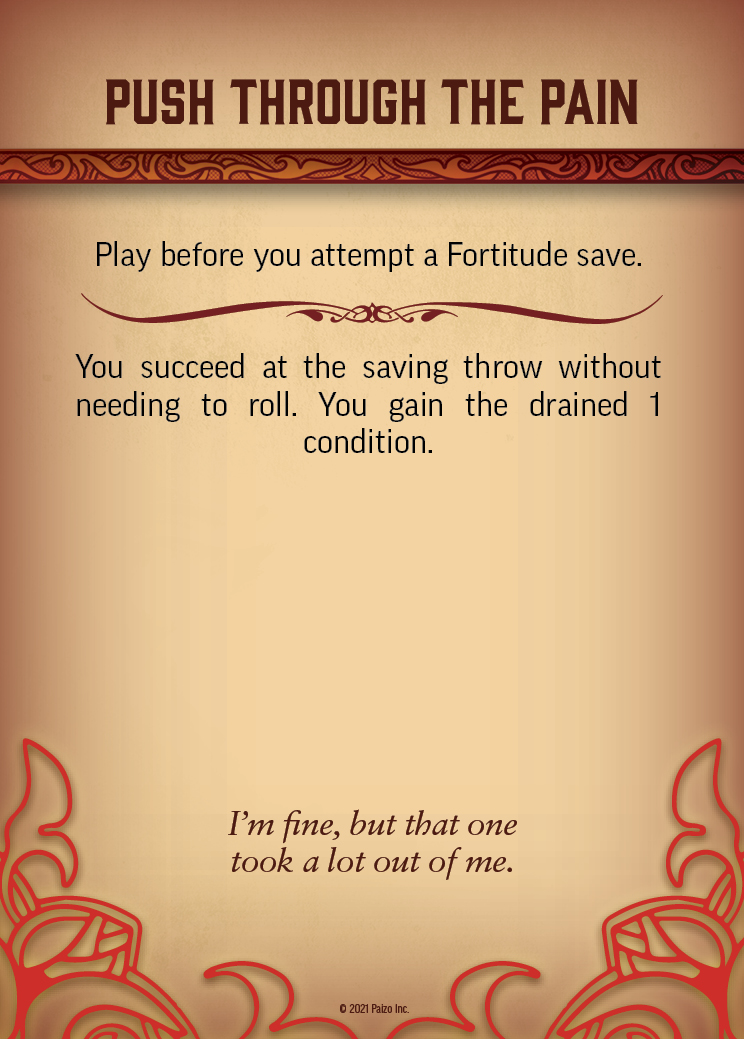 PUSH THROUGH THE PAIN
Play before you attempt a Fortitude save.
You succeed at the saving throw without
needing to roll. You gain the drained 1
condition.
I'm fine, but that one
took a lot out of me.
© 2021 Paizo Inc.